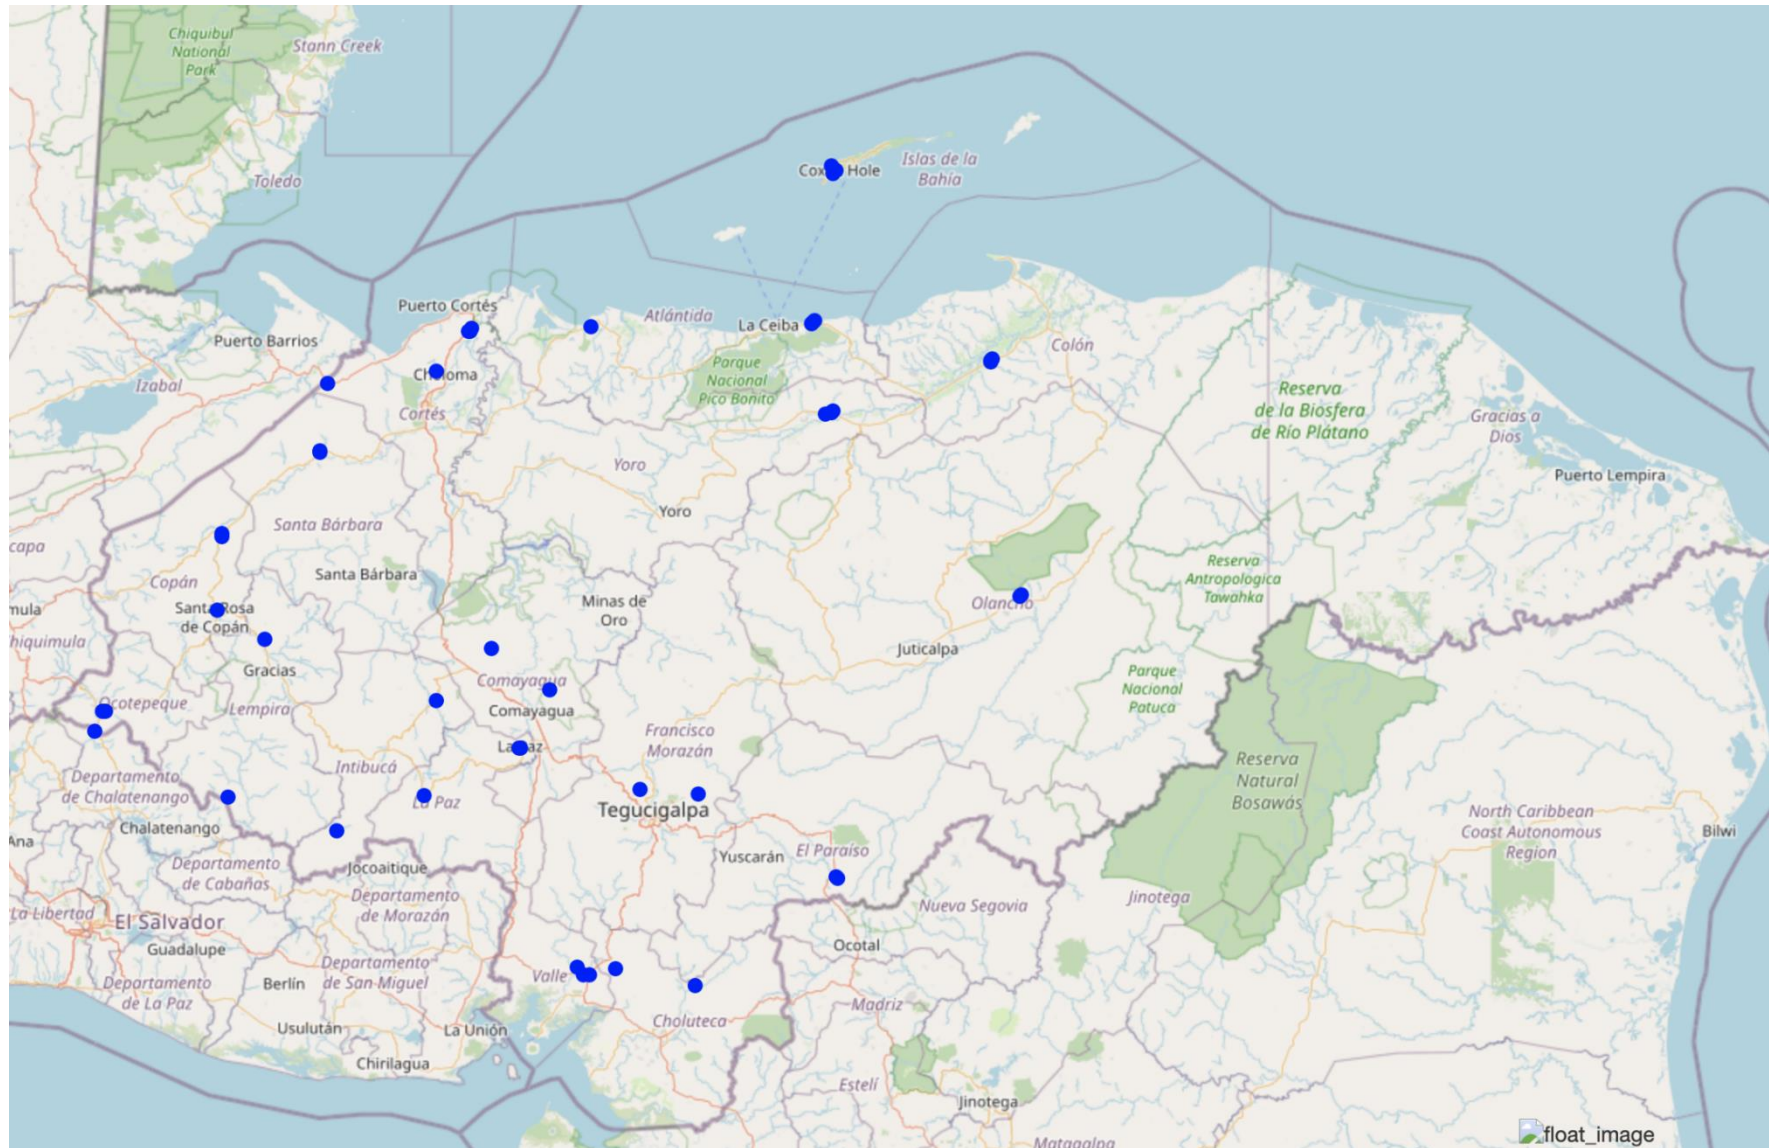 Chiquibul
National
Park
Stann Creek
Toledo
Islas de la
Bahía
Puerto Cortés
Atlántida
La Ceiba
Puerto Barrios
Izabal
Cortés
Parque
Nacional
Pico Bonito
Colón
Reserva
de la Biosfera
de Río Plátano
Gracias a
Dios
Puerto Lempira
Yoro
Yoro
Santa Bárbara
Santa Bárbara
Copán
de Copán
Minas de
Oro
Reserva
Antropologica
Tawahka
Juticalpa
Gracias
Lempira
Comayagua
Comayagua
Parque
Nacional
Patuca
Francisco
Morazán
Intibucá
Departamento
de Chalatenango
Tegucigalpa
Reserva
Natural
Bosawás
North Caribbean
Coast Autonomous
Region
Bilwi
Chalatenango
Yuscarán
El Paraíso
Departamento
de Cabañas
Jocoaitique
Departamento
de Morazán
La Libertad
El Salvador
Guadalupe
Nueva Segovia
Jinotega
Ocotal
Departamento
de La Paz
Berlín
Departamento
de San Miguel
Valle
Usulután
La Unión
Chirilagua
Choluteca
Madriz
Estelí
Jinotega
float_image